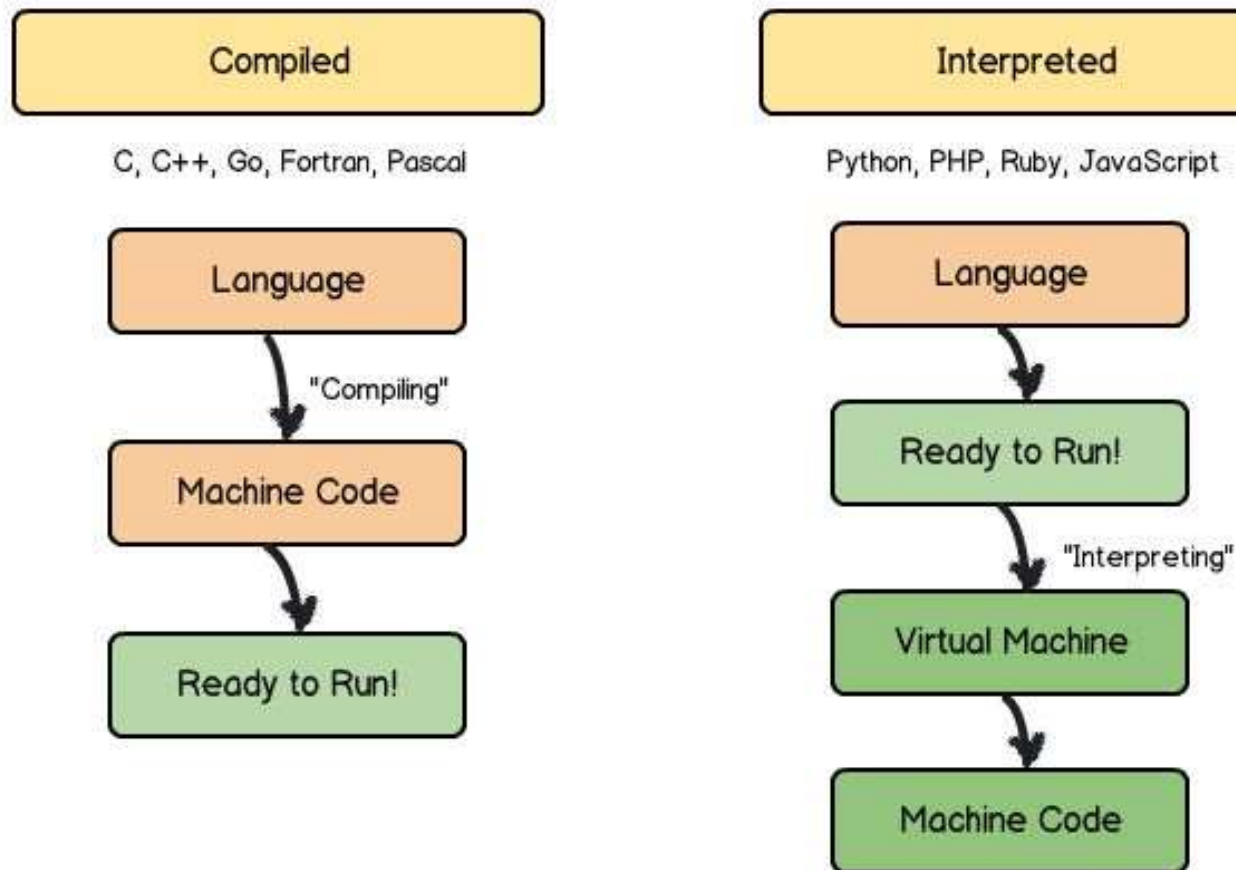 Compiled
C, C++, Go, Fortran, Pascal
Language
"Compiling"
Machine Code
Ready to Run!
Interpreted
Python, PHP, Ruby, JavaScript
Language
Ready to Run!
"Interpreting"
Virtual Machine
Machine Code